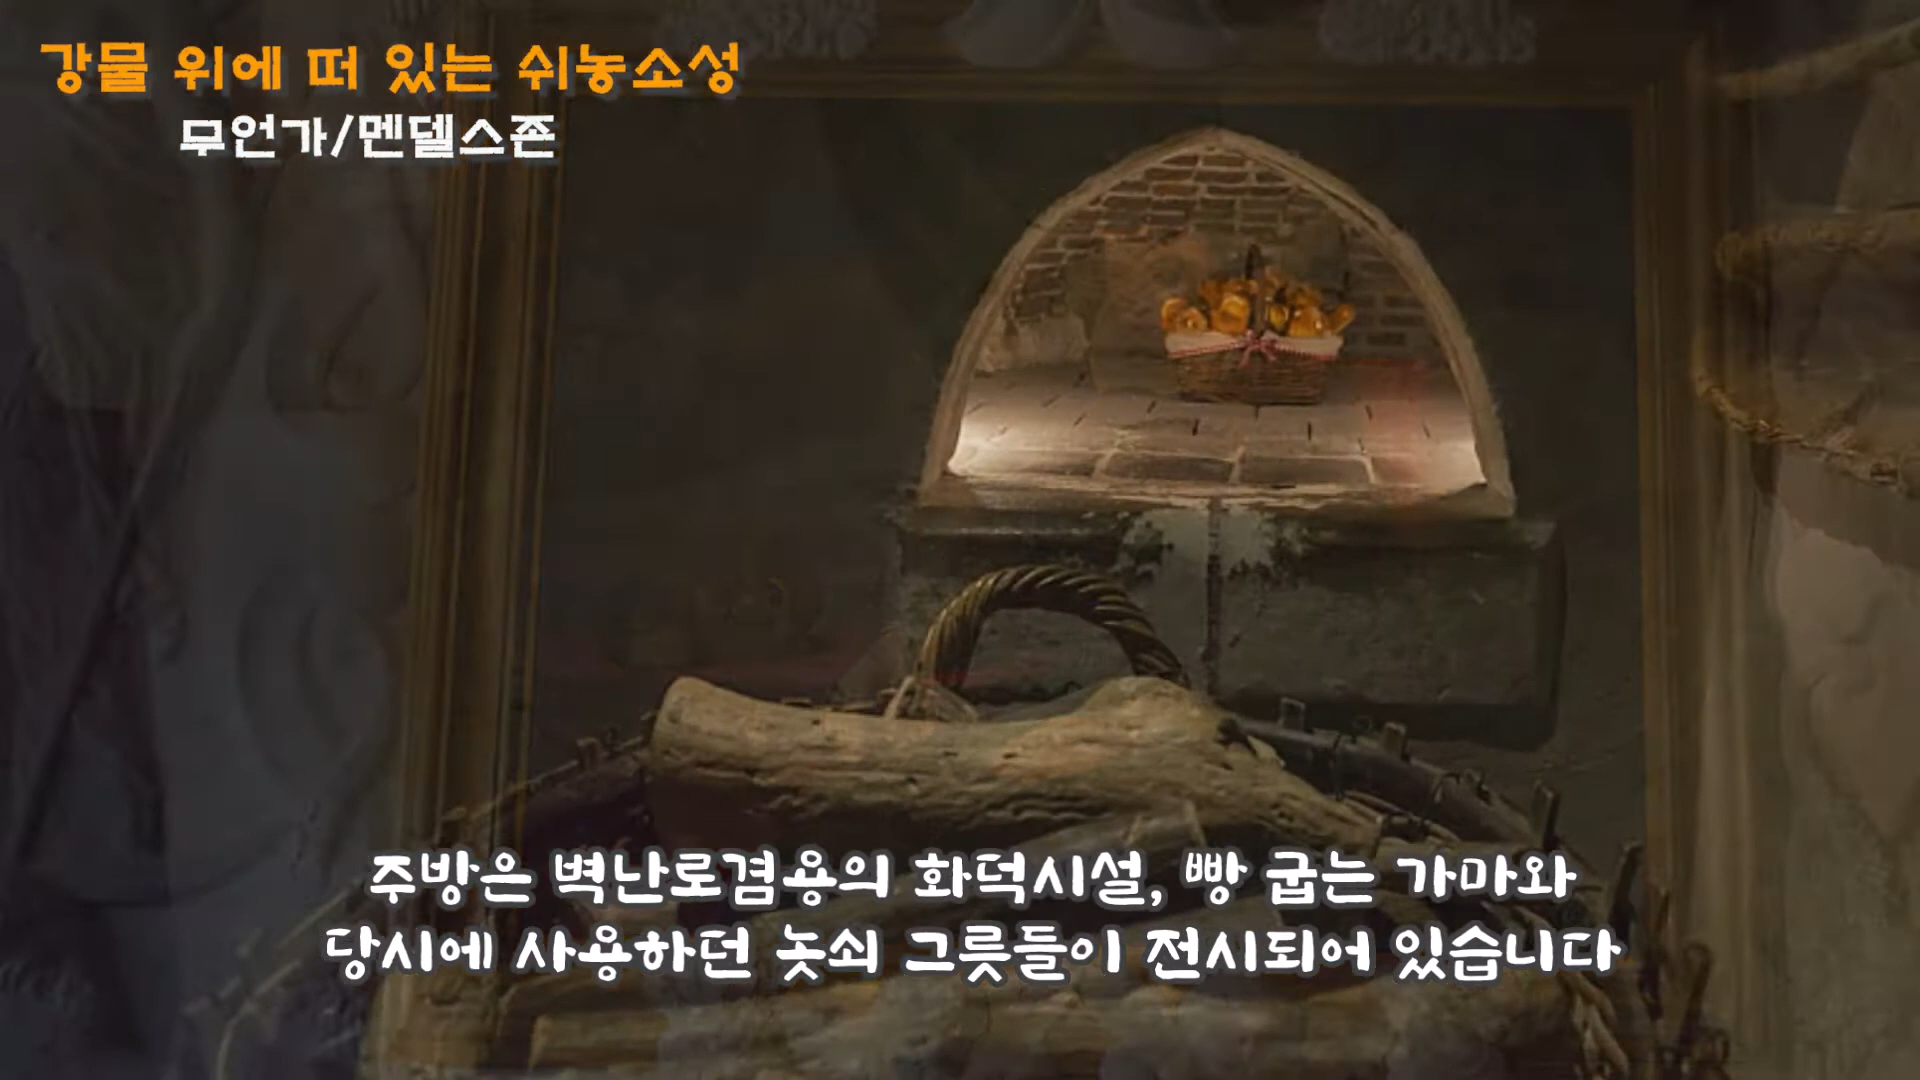 강물 위에 떠 있는 쉬농소성
무언가/멘델스죤
주방은 벽난로겸용의 화덕시설, 빵 굽는 가마와
당시에 사용하던 놋쇠 그릇들이 전시되어 있습니다